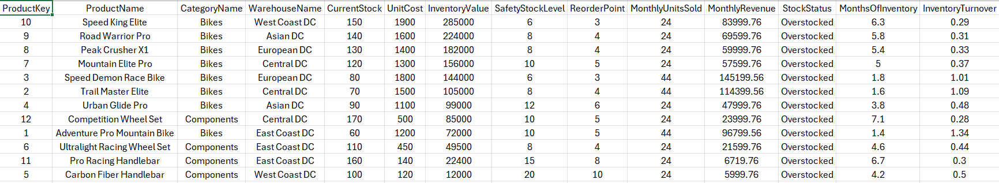 ProductKey ProductName CategoryName WarehouseName CurrentStock UnitCost InventoryValue SafetyStockLevel ReorderPoint MonthlyUnitsSold MonthlyRevenue StockStatus MonthsOfInventory InventoryTurnover
10 Speed King Elite Bikes West Coast DC 150 1900 285000 6 3 24 83999.76 Overstocked 6.3 0.29
9 Road Warrior Pro Bikes Asian DC 140 1600 224000 8 4 24 69599.76 Overstocked 5.8 0.31
8 Peak Crusher X1 Bikes European DC 130 1400 182000 8 4 24 59999.76 Overstocked 5.4 0.33
7 Mountain Elite Pro Bikes Central DC 120 1300 156000 10 5 24 57599.76 Overstocked 5 0.37
3 Speed Demon Race Bike Bikes European DC 80 1800 144000 6 3 44 145199.56 Overstocked 1.8 1.01
2 Trail Master Elite Bikes Central DC 70 1500 105000 8 4 44 114399.56 Overstocked 1.6 1.09
4 Urban Glide Pro Bikes Asian DC 90 1100 99000 12 6 24 47999.76 Overstocked 3.8 0.48
12 Competition Wheel Set Components Central DC 170 500 85000 10 5 24 23999.76 Overstocked 7.1 0.28
1 Adventure Pro Mountain Bike Bikes East Coast DC 60 1200 72000 10 5 44 96799.56 Overstocked 1.4 1.34
6 Ultralight Racing Wheel Set Components East Coast DC 110 450 49500 8 4 24 21599.76 Overstocked 4.6 0.44
11 Pro Racing Handlebar Components East Coast DC 160 140 22400 15 8 24 6719.76 Overstocked 6.7 0.3
5 Carbon Fiber Handlebar Components West Coast DC 100 120 12000 20 10 24 5999.76 Overstocked 4.2 0.5